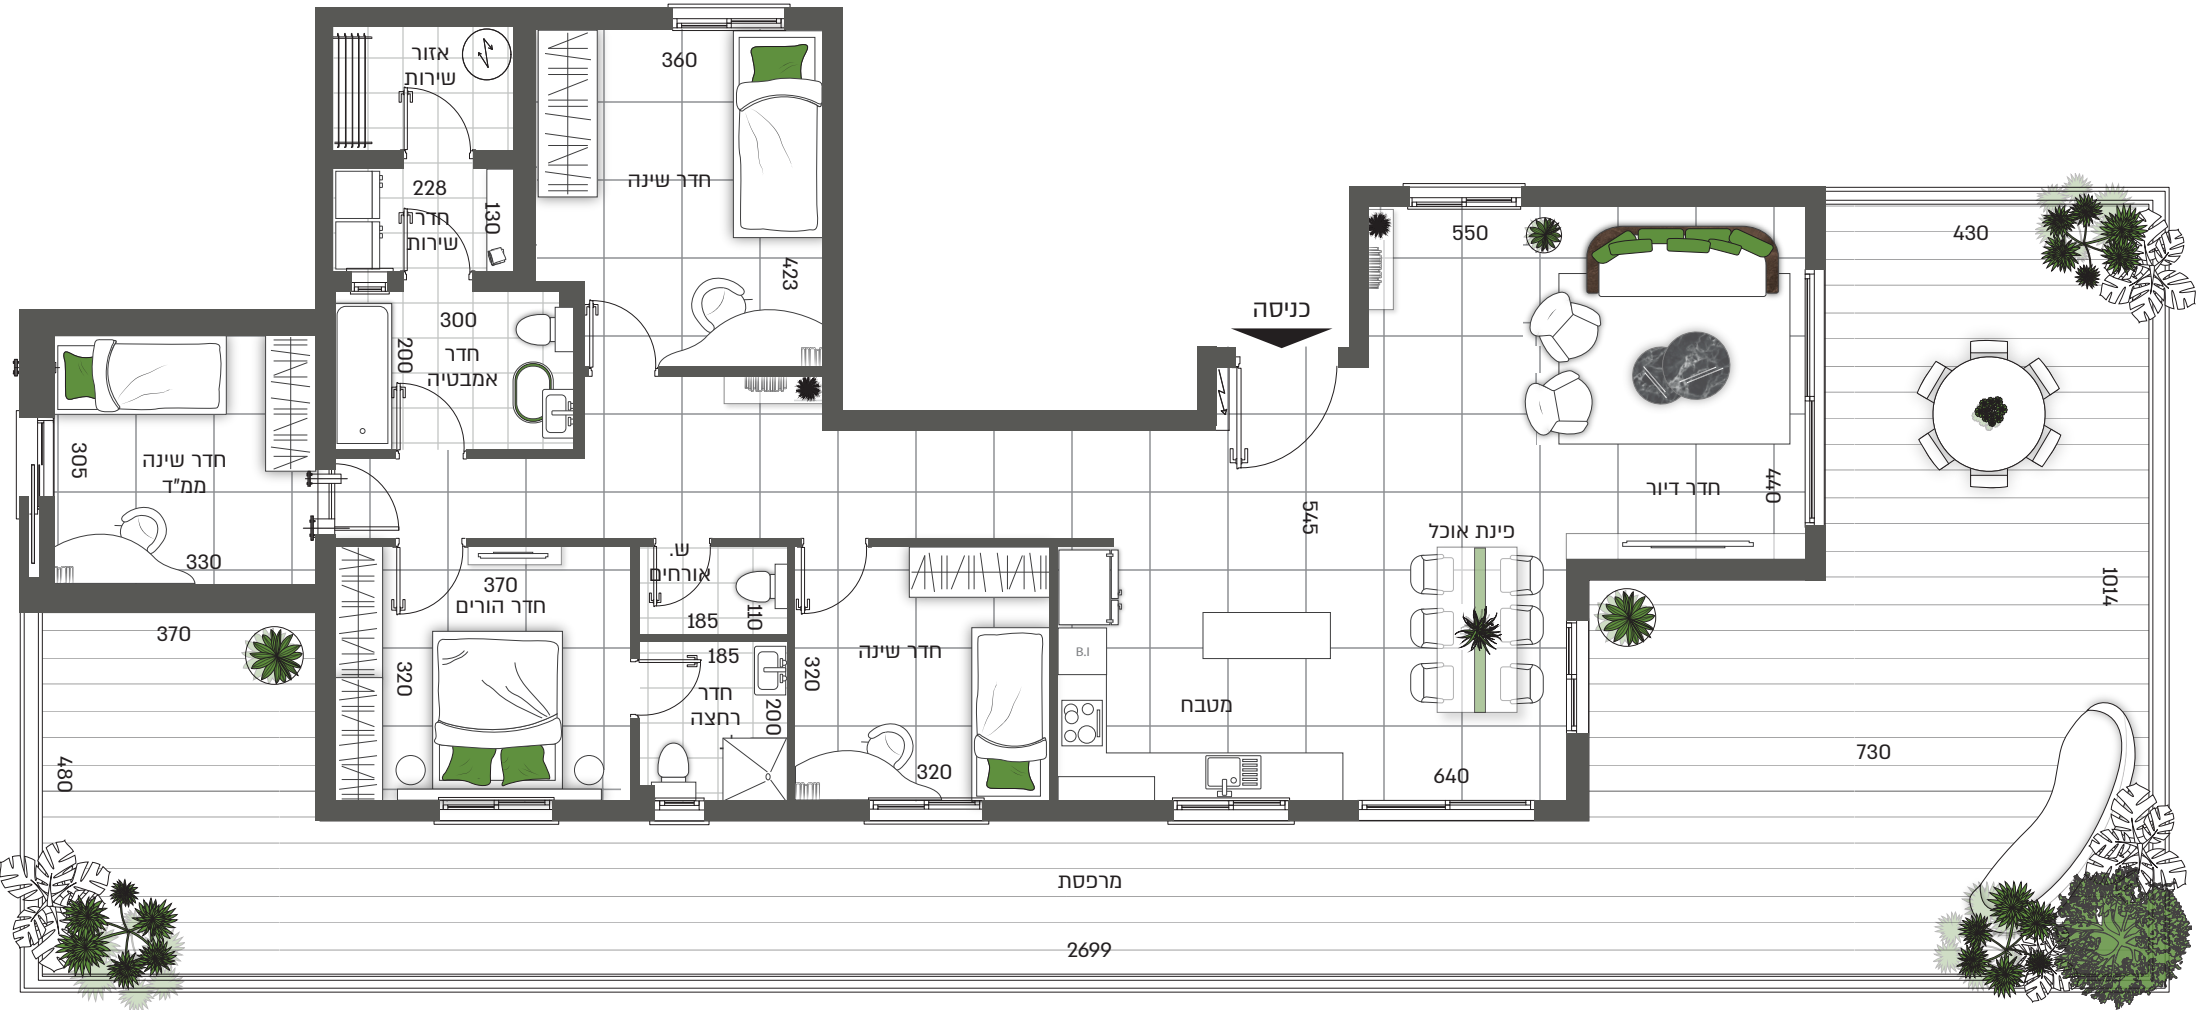 אזור
שירות
228
חדר
שירות
130
360
חדר שינה
423
300
חדר
אמבטיה
200
305
חדר שינה
ממ"ד
330
370
480
370
חדר הורים
320
ש.
אורחים
110
185
185
חדר
רחצה
200
320
חדר שינה
320
כניסה
545
B.I
מטבח
פינת אוכל
640
550
חדר דיור
440
430
1014
730
מרפסת
2699